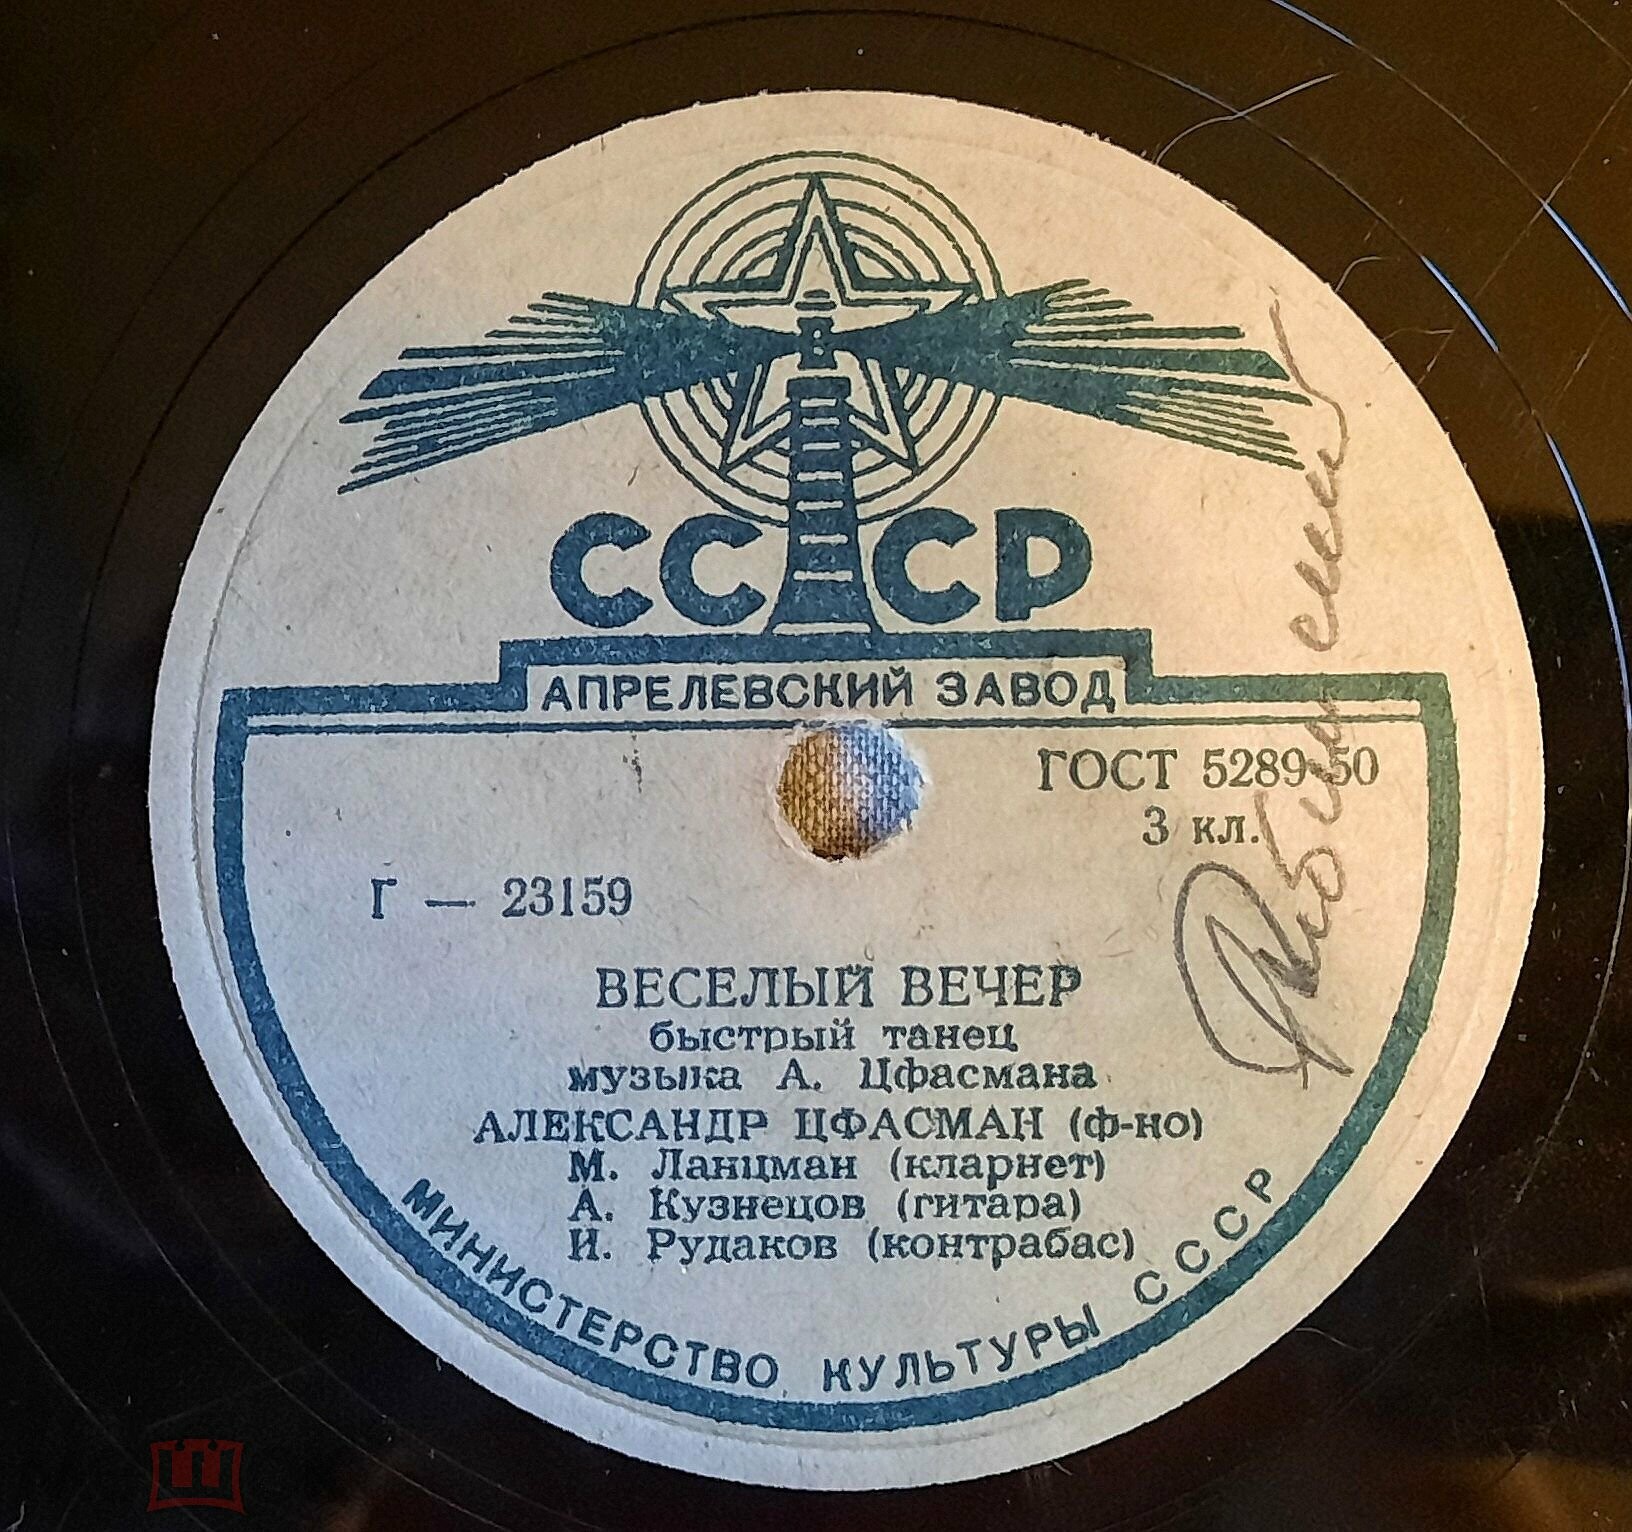 СССР
АПРЕЛЕВСКИЙ ЗАВОД
ГОСТ 5289-50
3 кл.
Г — 23159
ВЕСЕЛЫЙ ВЕЧЕР
быстрый танец
музыка А. Цфасмана
АЛЕКСАНДР ЦФАСМАН (ф-но)
М. Ланцман (кларнет)
А. Кузнецов (гитара)
И. Рудаков (контрабас)
МИНИСТЕРСТВО КУЛЬТУРЫ СССР